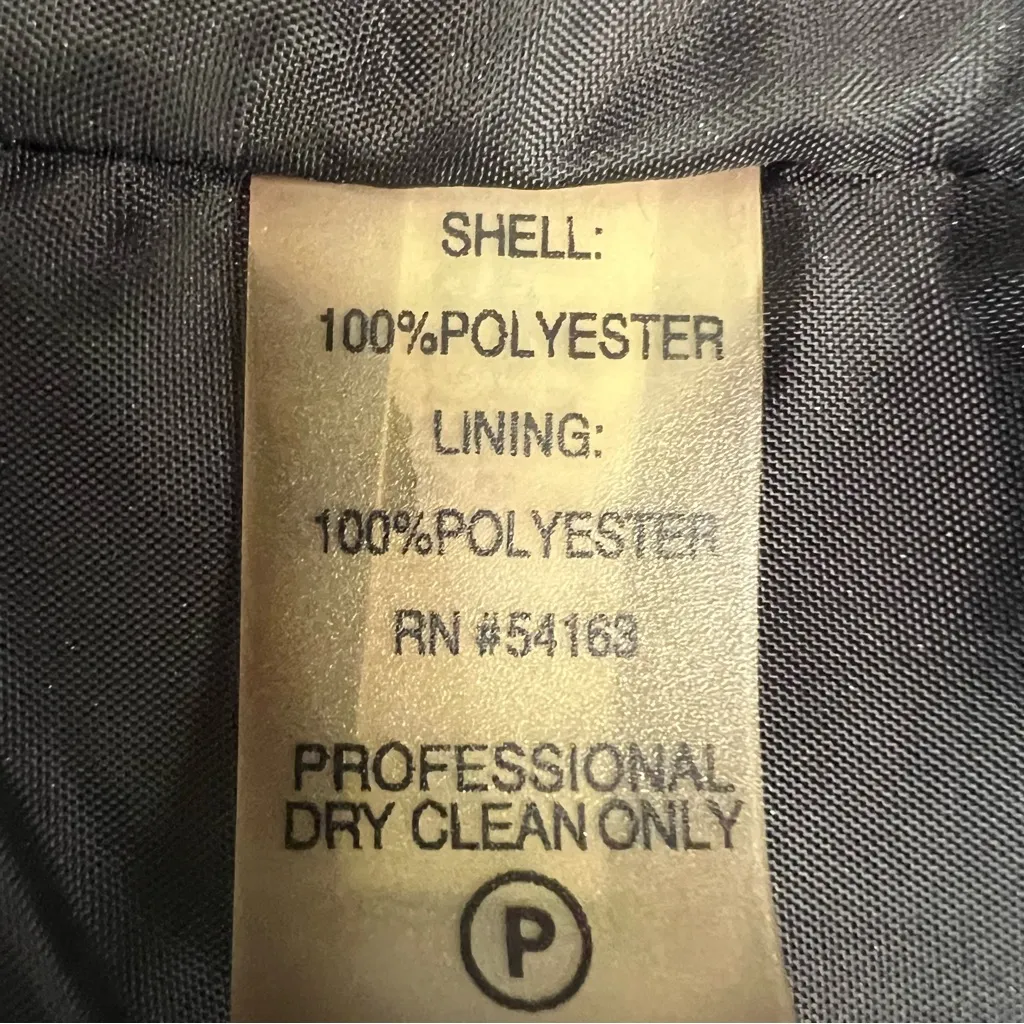 SHELL:
100%POLYESTER
LINING:
100%POLYESTER
RN #54163
PROFESSIONAL
DRY CLEAN ONLY
P